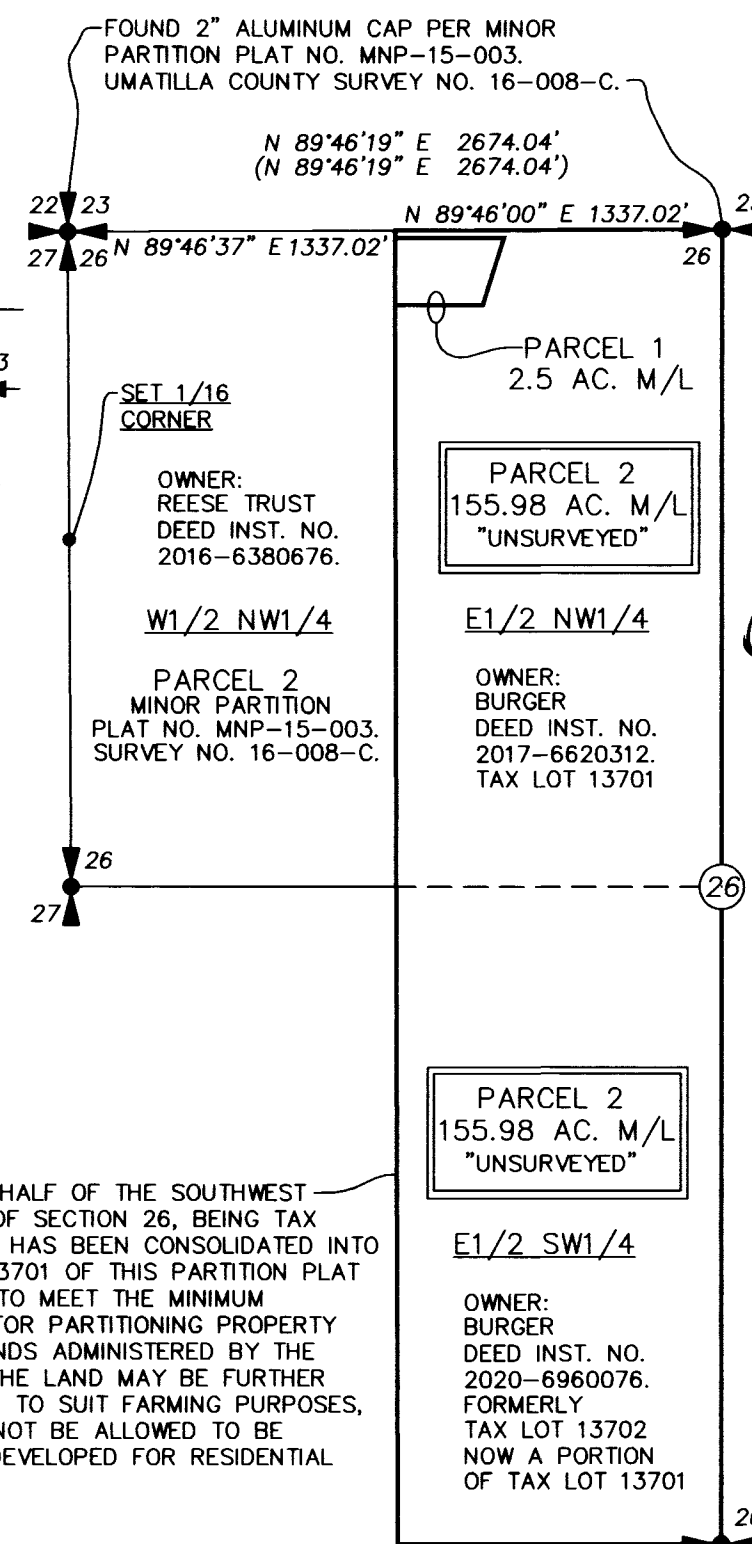 FOUND 2" ALUMINUM CAP PER MINOR
PARTITION PLAT NO. MNP-15-003.
UMATILLA COUNTY SURVEY NO. 16-008-C.
N 89°46'19" E 2674.04'
(N 89°46'19" E 2674.04')
22 23
27 26
N 89°46'37" E 1337.02'
N 89°46'00" E 1337.02'
26
PARCEL 1
2.5 AC. M/L
3
SET 1/16
CORNER
OWNER:
REESE TRUST
DEED INST. NO.
2016-6380676.
W1/2 NW1/4
PARCEL 2
MINOR PARTITION
PLAT NO. MNP-15-003.
SURVEY NO. 16-008-C.
PARCEL 2
155.98 AC. M/L
"UNSURVEYED"
E1/2 NW1/4
OWNER:
BURGER
DEED INST. NO.
2017-6620312.
TAX LOT 13701
26
27
26
PARCEL 2
155.98 AC. M/L
"UNSURVEYED"
E1/2 SW1/4
OWNER:
BURGER
DEED INST. NO.
2020-6960076.
FORMERLY
TAX LOT 13702
NOW A PORTION
OF TAX LOT 13701
HALF OF THE SOUTHWEST
OF SECTION 26, BEING TAX
HAS BEEN CONSOLIDATED INTO
3701 OF THIS PARTITION PLAT
TO MEET THE MINIMUM
FOR PARTITIONING PROPERTY
NDS ADMINISTERED BY THE
HE LAND MAY BE FURTHER
TO SUIT FARMING PURPOSES,
NOT BE ALLOWED TO BE
DEVELOPED FOR RESIDENTIAL